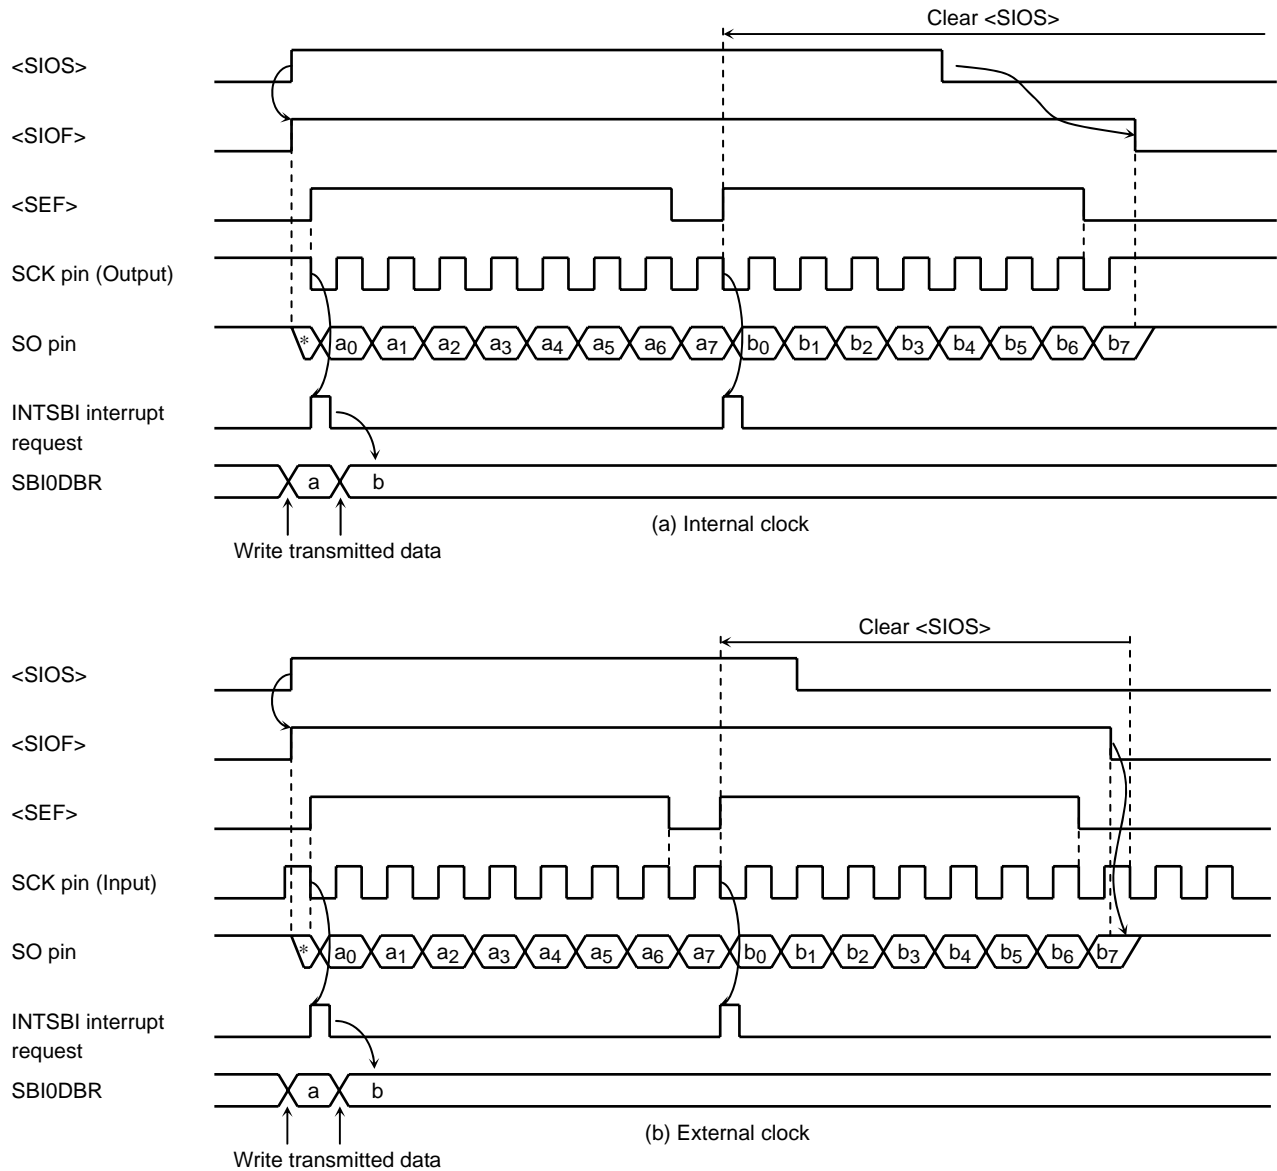 Clear <SIOS>
<SIOS>
<SIOF>
<SEF>
SCK pin (Output)
SO pin
* a0 a1 a2 a3 a4 a5 a6 a7 b0 b1 b2 b3 b4 b5 b6 b7
INTSBI interrupt
request
SBI0DBR
a b
(a) Internal clock
Write transmitted data
Clear <SIOS>
<SIOS>
<SIOF>
<SEF>
SCK pin (Input)
SO pin
* a0 a1 a2 a3 a4 a5 a6 a7 b0 b1 b2 b3 b4 b5 b6 b7
INTSBI interrupt
request
SBI0DBR
a b
(b) External clock
Write transmitted data